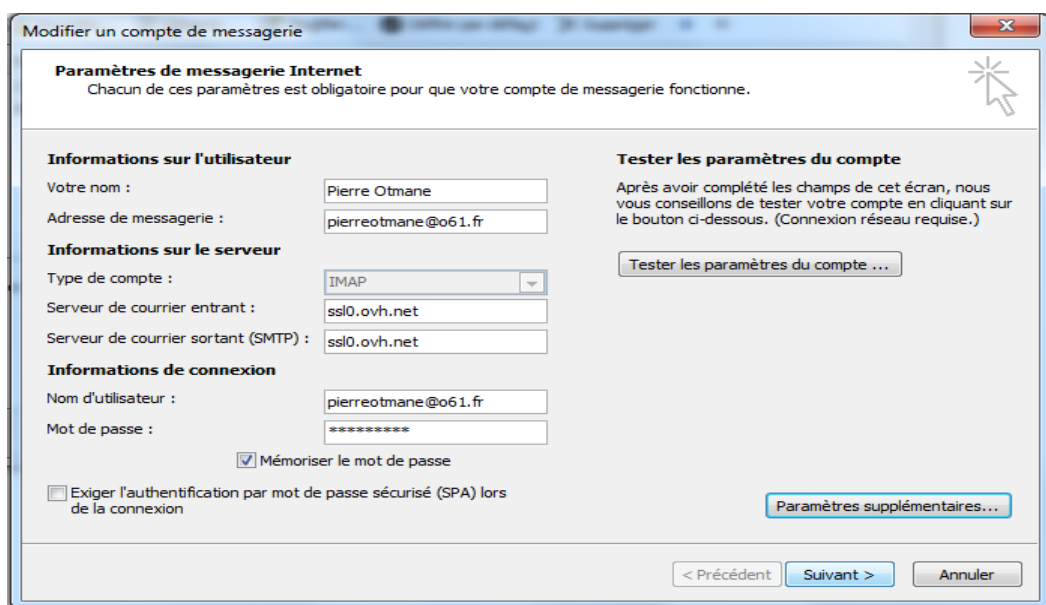 Modifier un compte de messagerie
Paramètres de messagerie Internet
Chacun de ces paramètres est obligatoire pour que votre compte de messagerie fonctionne.
Informations sur l'utilisateur
Votre nom :
Pierre Otmane
Adresse de messagerie :
pierreotmane@o61.fr
Informations sur le serveur
Type de compte :
IMAP
Serveur de courrier entrant :
ssl0.ovh.net
Serveur de courrier sortant (SMTP) :
ssl0.ovh.net
Informations de connexion
Nom d'utilisateur :
pierreotmane@o61.fr
Mot de passe :
*********
Mémoriser le mot de passe
Exiger l'authentification par mot de passe sécurisé (SPA) lors
de la connexion
Tester les paramètres du compte
Après avoir complété les champs de cet écran, nous
vous conseillons de tester votre compte en cliquant sur
le bouton ci-dessous. (Connexion réseau requise.)
Tester les paramètres du compte ...
Paramètres supplémentaires...
< Précédent
Suivant >
Annuler